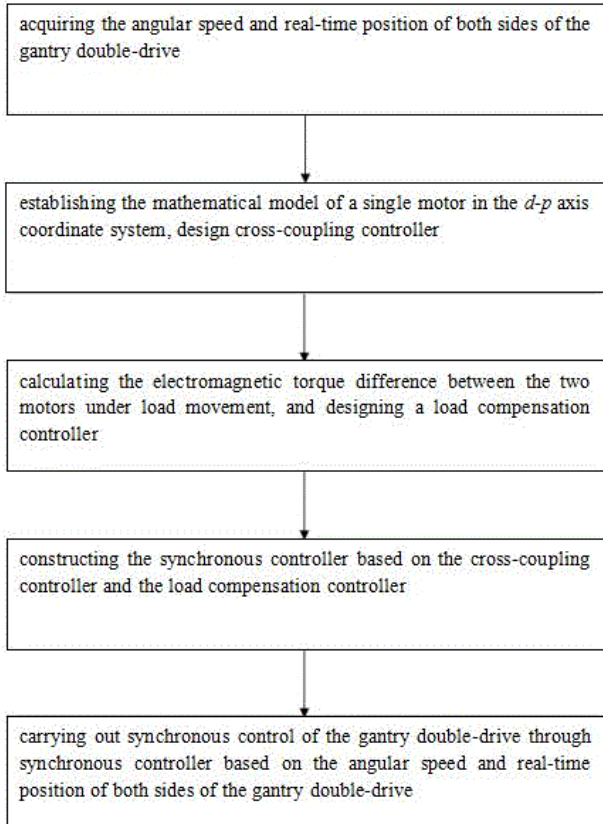 acquiring the angular speed and real-time position of both sides of the
gantry double-drive
establishing the mathematical model of a single motor in the d-p axis
coordinate system, design cross-coupling controller
calculating the electromagnetic torque difference between the two
motors under load movement, and designing a load compensation
controller
constructing the synchronous controller based on the cross-coupling
controller and the load compensation controller
carrying out synchronous control of the gantry double-drive through
synchronous controller based on the angular speed and real-time
position of both sides of the gantry double-drive